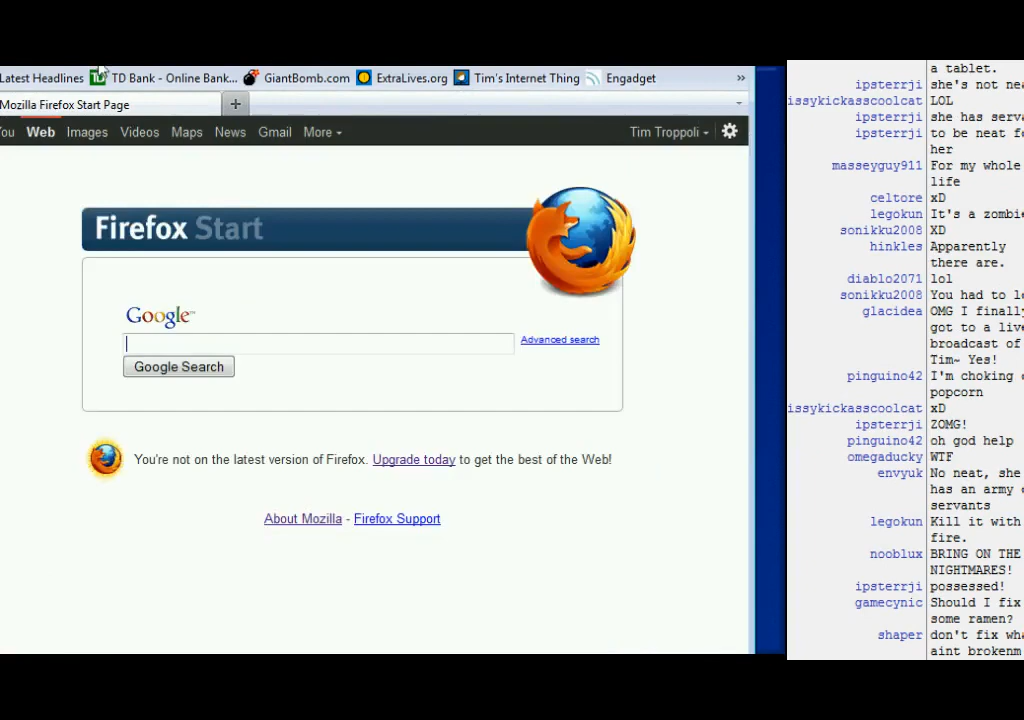 Latest Headlines TD Bank - Online Bank... GiantBomb.com ExtraLives.org Tim's Internet Thing Engadget »
Mozilla Firefox Start Page +
You Web Images Videos Maps News Gmail More Tim Troppoli
Firefox Start
Google™
Advanced search
Google Search
You're not on the latest version of Firefox. Upgrade today to get the best of the Web!
About Mozilla - Firefox Support
a tablet.
ipsterrji she's not nea
issykickasscoolcat LOL
ipsterrji she has serva
ipsterrji to be neat fo
her
masseyguy911 For my whole
life
celtore xD
legokun It's a zombie
sonikku2008 XD
hinkles Apparently
there are.
diablo2071 lol
sonikku2008 You had to le
glacidea OMG I finally
got to a live
broadcast of
Tim~ Yes!
pinguino42 I'm choking o
popcorn
issykickasscoolcat xD
ipsterrji ZOMG!
pinguino42 oh god help
omegaducky WTF
envyuk No neat, she
has an army o
servants
legokun Kill it with
fire.
nooblux BRING ON THE
NIGHTMARES!
ipsterrji possessed!
gamecynic Should I fix
some ramen?
shaper don't fix wha
aint brokenm